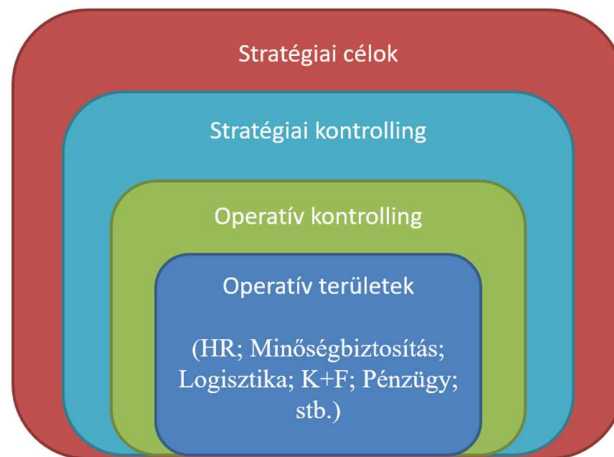 Stratégiai célok
Stratégiai kontrolling
Operatív kontrolling
Operatív területek
(HR; Minőségbiztosítás;
Logisztika; K+F; Pénzügy;
stb.)